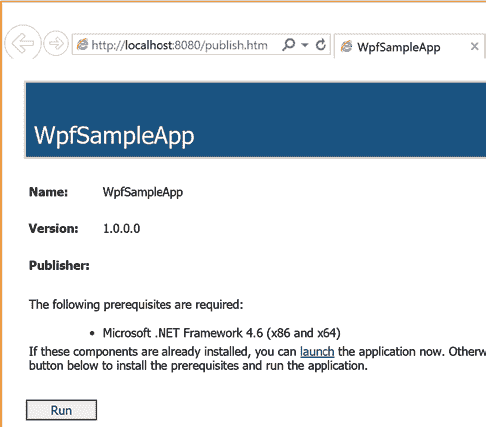 http://localhost:8080/publish.htm
WpfSampleApp
WpfSampleApp
Name: WpfSampleApp
Version: 1.0.0.0
Publisher:
The following prerequisites are required:
• Microsoft .NET Framework 4.6 (x86 and x64)
If these components are already installed, you can launch the application now. Otherw
button below to install the prerequisites and run the application.
Run